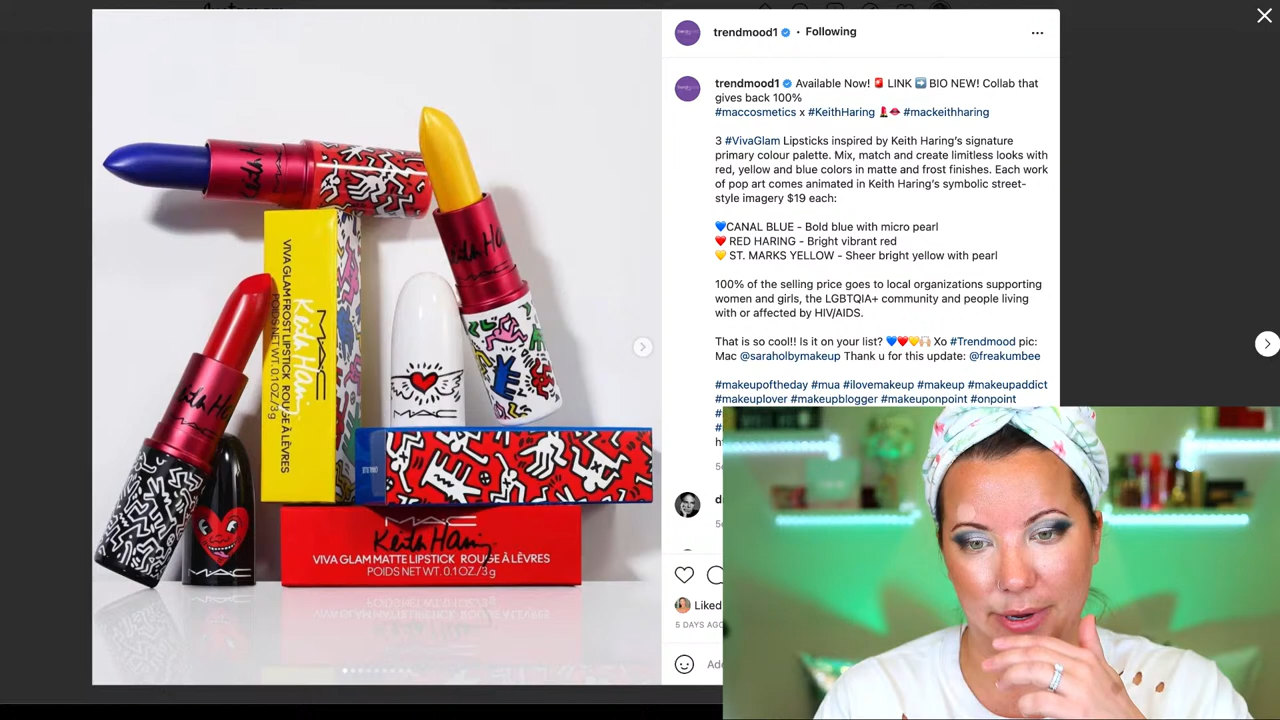 trendmood1 • Following
trendmood1 Available Now! 🚨 LINK ➡️ BIO NEW! Collab that
gives back 100%
#maccosmetics x #KeithHaring 💄👄 #mackeithharing
3 #VivaGlam Lipsticks inspired by Keith Haring's signature
primary colour palette. Mix, match and create limitless looks with
red, yellow and blue colors in matte and frost finishes. Each work
of pop art comes animated in Keith Haring's symbolic street-
style imagery $19 each:
💙CANAL BLUE - Bold blue with micro pearl
❤️ RED HARING - Bright vibrant red
💛 ST. MARKS YELLOW - Sheer bright yellow with pearl
100% of the selling price goes to local organizations supporting
women and girls, the LGBTQIA+ community and people living
with or affected by HIV/AIDS.
That is so cool!! Is it on your list? 💙❤️💛🙌🏻 Xo #Trendmood pic:
Mac @saraholbymakeup Thank u for this update: @freakumbee
#makeupoftheday #mua #ilovemakeup #makeup #makeupaddict
#makeuplover #makeupblogger #makeuponpoint #onpoint
Liked
5 DAYS AGO
MAC
Keith Haring
VIVA GLAM FROST LIPSTICK ROUGE À LÈVRES
POIDS NET WT. 0.1 OZ./3g
MAC
MAC
MAC
Keith Haring
VIVA GLAM MATTE LIPSTICK ROUGE À LÈVRES
POIDS NET WT. 0.1 OZ./3g